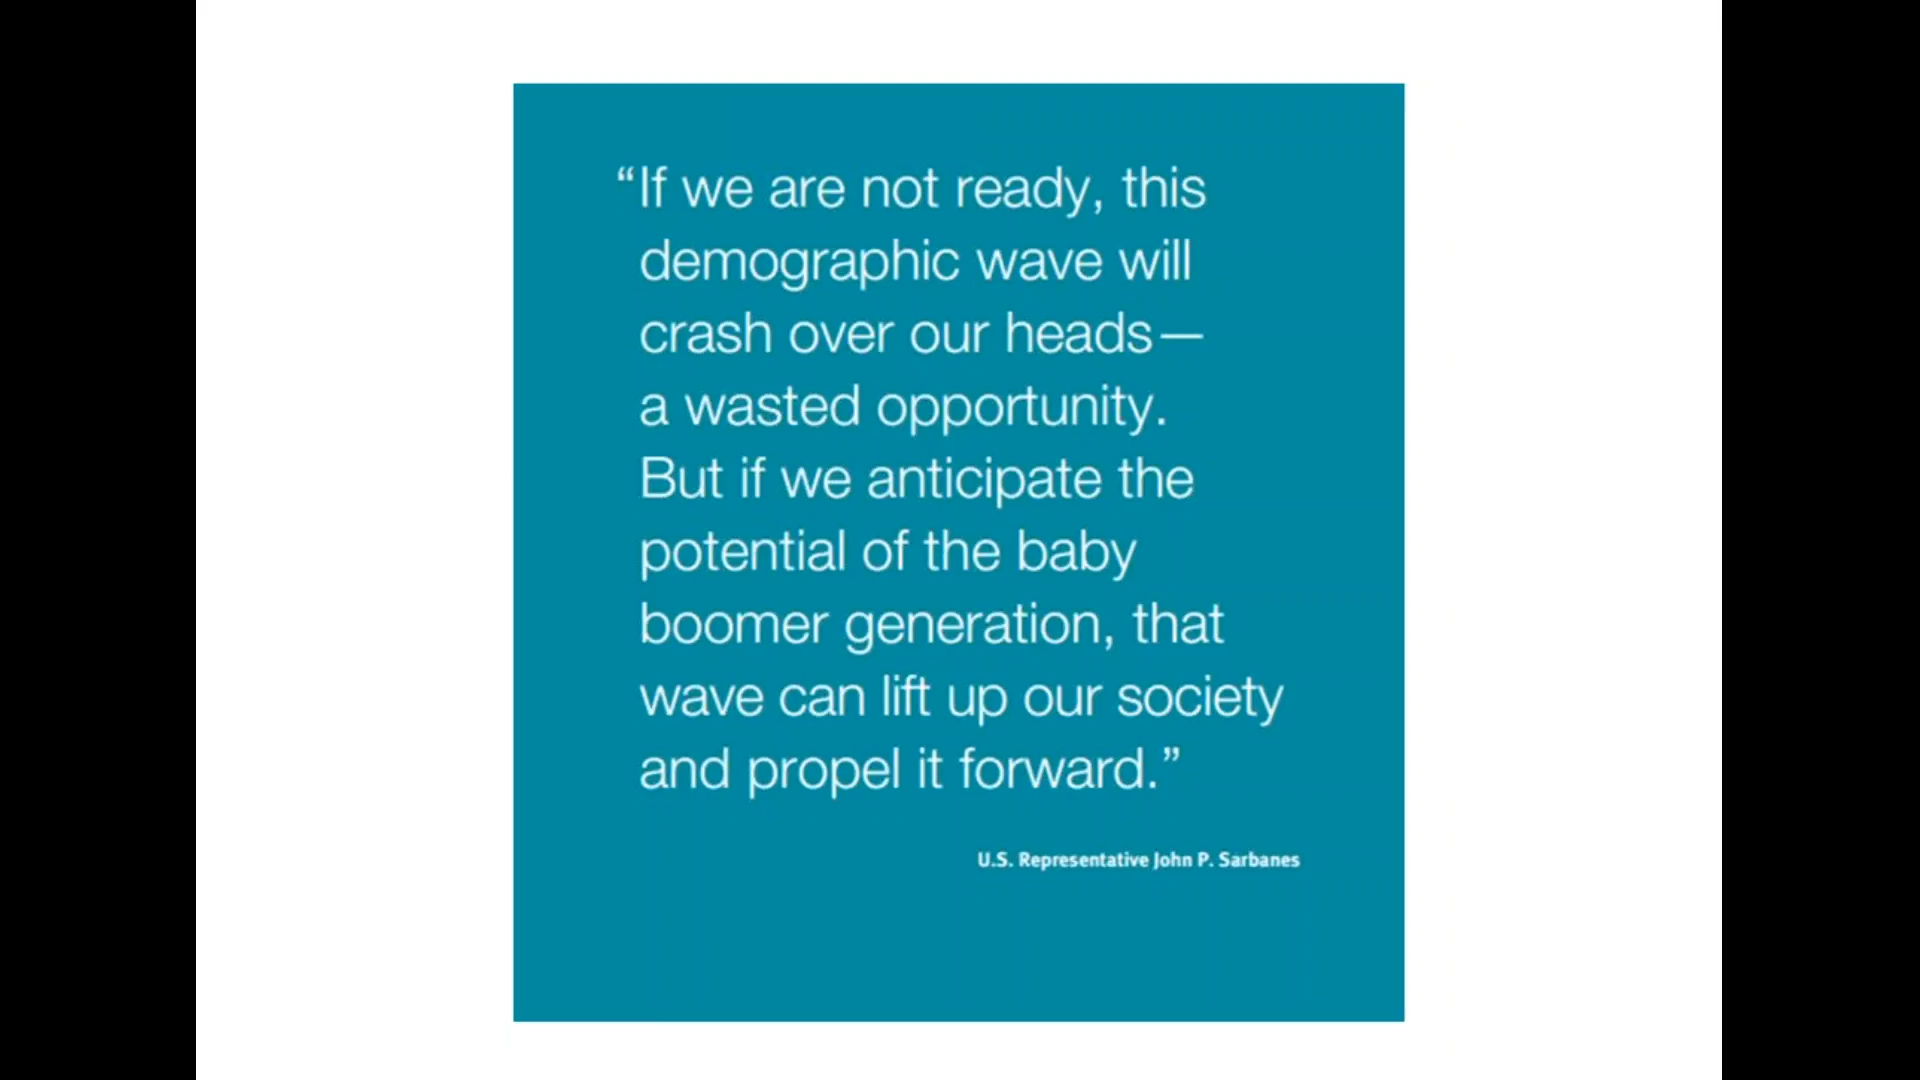 “If we are not ready, this
demographic wave will
crash over our heads—
a wasted opportunity.
But if we anticipate the
potential of the baby
boomer generation, that
wave can lift up our society
and propel it forward.”
U.S. Representative John P. Sarbanes